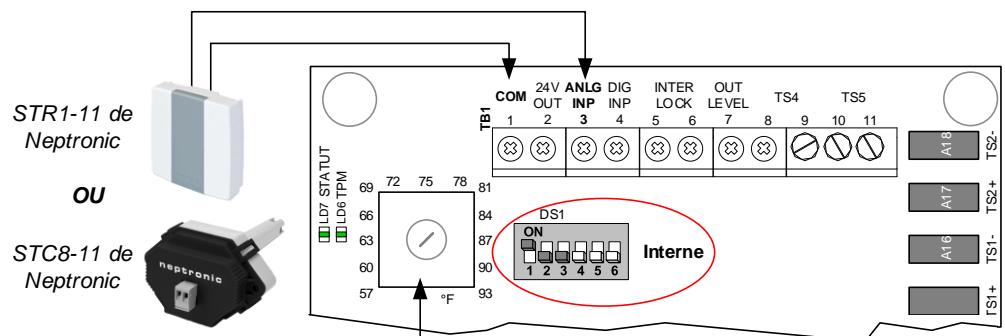 STR1-11 de
Neptronic
OU
STC8-11 de
Neptronic
neptronic
TB1
COM
24V
OUT
ANLG
INP
DIG
INP
INTER
LOCK
OUT
LEVEL
TS4
TS5
1 2 3 4 5 6 7 8 9 10 11
LD7 STATUT
LD6 TPM
69 72 75 78 81
66 84
63 87
60 90
57 93
°F
DS1
ON
1 2 3 4 5 6
Interne
A18
TS2-
A17
TS2+
A16
TS1-
TS1+